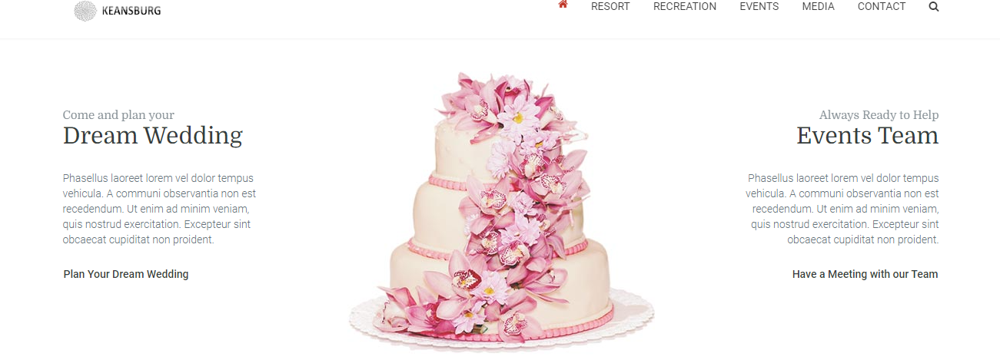 KEANSBURG
RESORT RECREATION EVENTS MEDIA CONTACT
Come and plan your
Dream Wedding
Phasellus laoreet lorem vel dolor tempus
vehicula. A communi observantia non est
recedendum. Ut enim ad minim veniam,
quis nostrud exercitation. Excepteur sint
obcaecat cupiditat non proident.
Plan Your Dream Wedding
Always Ready to Help
Events Team
Phasellus laoreet lorem vel dolor tempus
vehicula. A communi observantia non est
recedendum. Ut enim ad minim veniam,
quis nostrud exercitation. Excepteur sint
obcaecat cupiditat non proident.
Have a Meeting with our Team